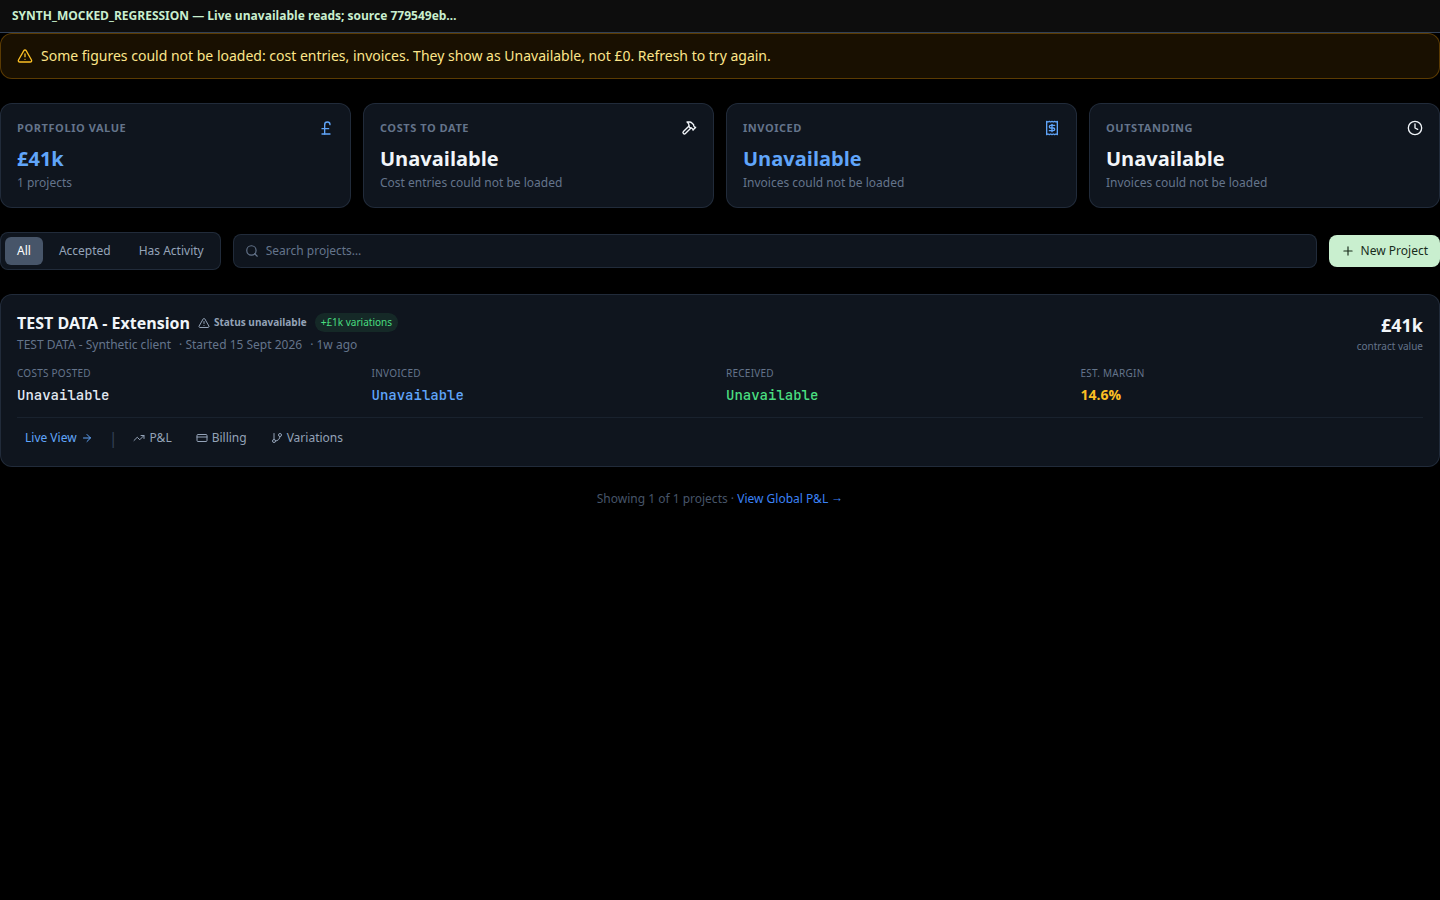 SYNTH_MOCKED_REGRESSION — Live unavailable reads; source 779549eb...
Some figures could not be loaded: cost entries, invoices. They show as Unavailable, not £0. Refresh to try again.
PORTFOLIO VALUE
£41k
1 projects
COSTS TO DATE
Unavailable
Cost entries could not be loaded
INVOICED
Unavailable
Invoices could not be loaded
OUTSTANDING
Unavailable
Invoices could not be loaded
All Accepted Has Activity Search projects... New Project
TEST DATA - Extension Status unavailable +£1k variations
TEST DATA - Synthetic client · Started 15 Sept 2026 · 1w ago
£41k
contract value
COSTS POSTED
Unavailable
INVOICED
Unavailable
RECEIVED
Unavailable
EST. MARGIN
14.6%
Live View → P&L Billing Variations
Showing 1 of 1 projects · View Global P&L →